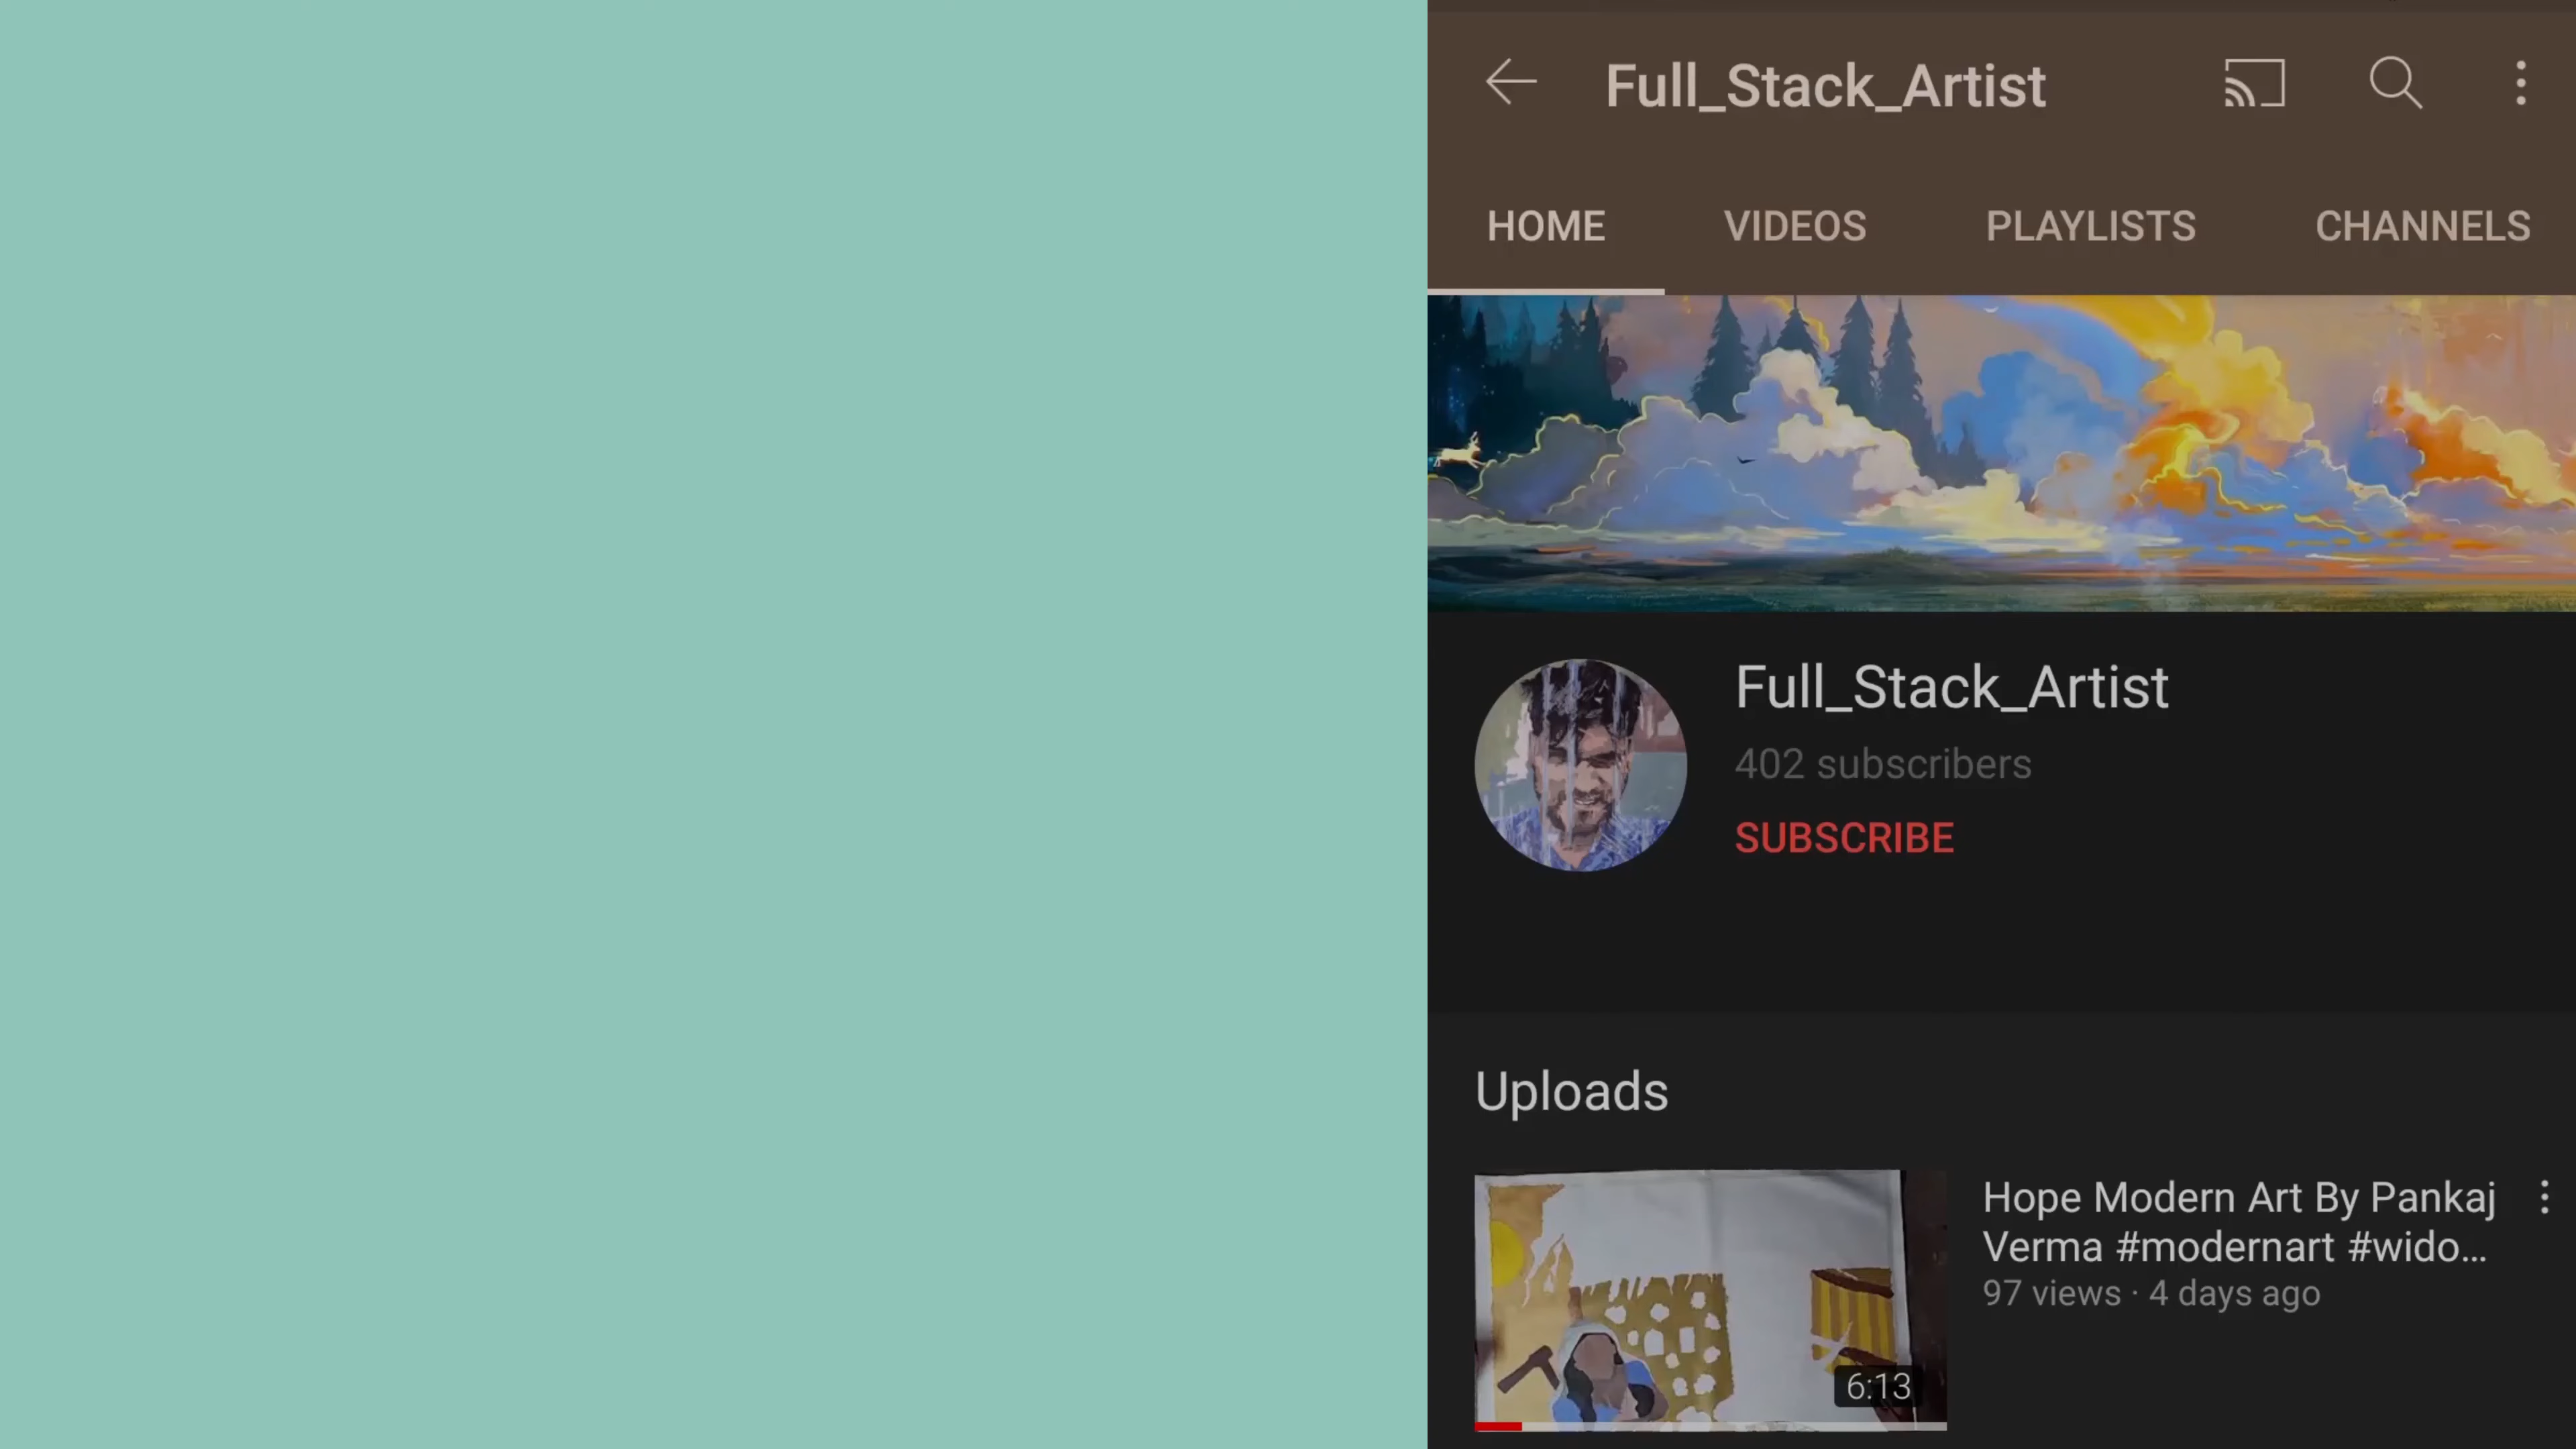 Full_Stack_Artist
HOME VIDEOS PLAYLISTS CHANNELS
Full_Stack_Artist
402 subscribers
SUBSCRIBE
Uploads
Hope Modern Art By Pankaj
Verma #modernart #wido...
97 views · 4 days ago
6:13